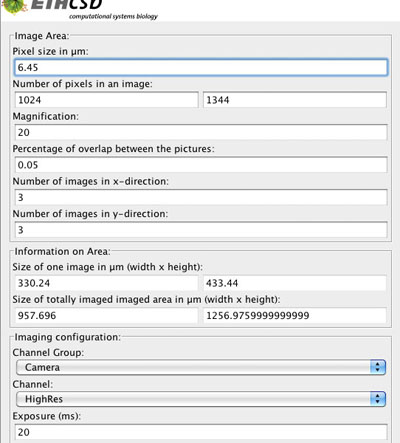 ETHCSD
computational systems biology
Image Area:
Pixel size in µm:
6.45
Number of pixels in an image:
1024 1344
Magnification:
20
Percentage of overlap between the pictures:
0.05
Number of images in x-direction:
3
Number of images in y-direction:
3
Information on Area:
Size of one image in µm (width x height):
330.24 433.44
Size of totally imaged imaged area in µm (width x height):
957.696 1256.9759999999999
Imaging configuration:
Channel Group:
Camera
Channel:
HighRes
Exposure (ms):
20